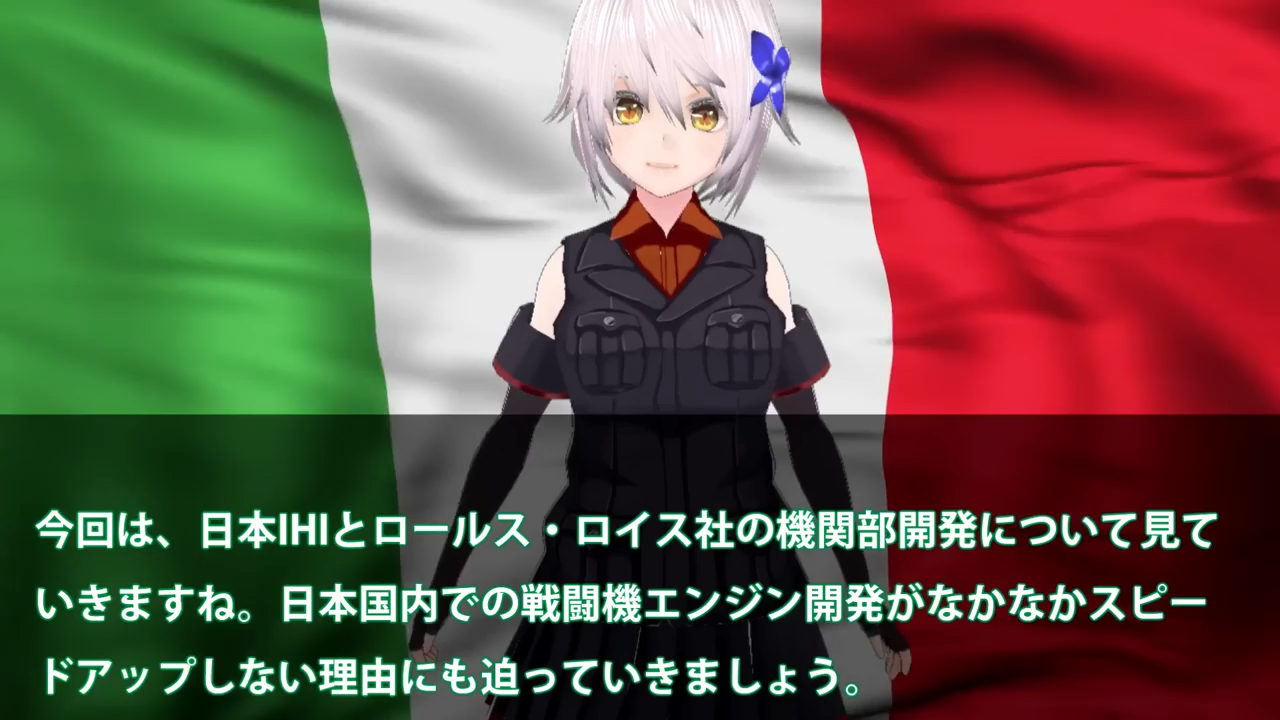 今回は、日本IHIとロールス・ロイス社の機関部開発について見て
いきますね。日本国内での戦闘機エンジン開発がなかなかスピー
ドアップしない理由にも迫っていきましょう。